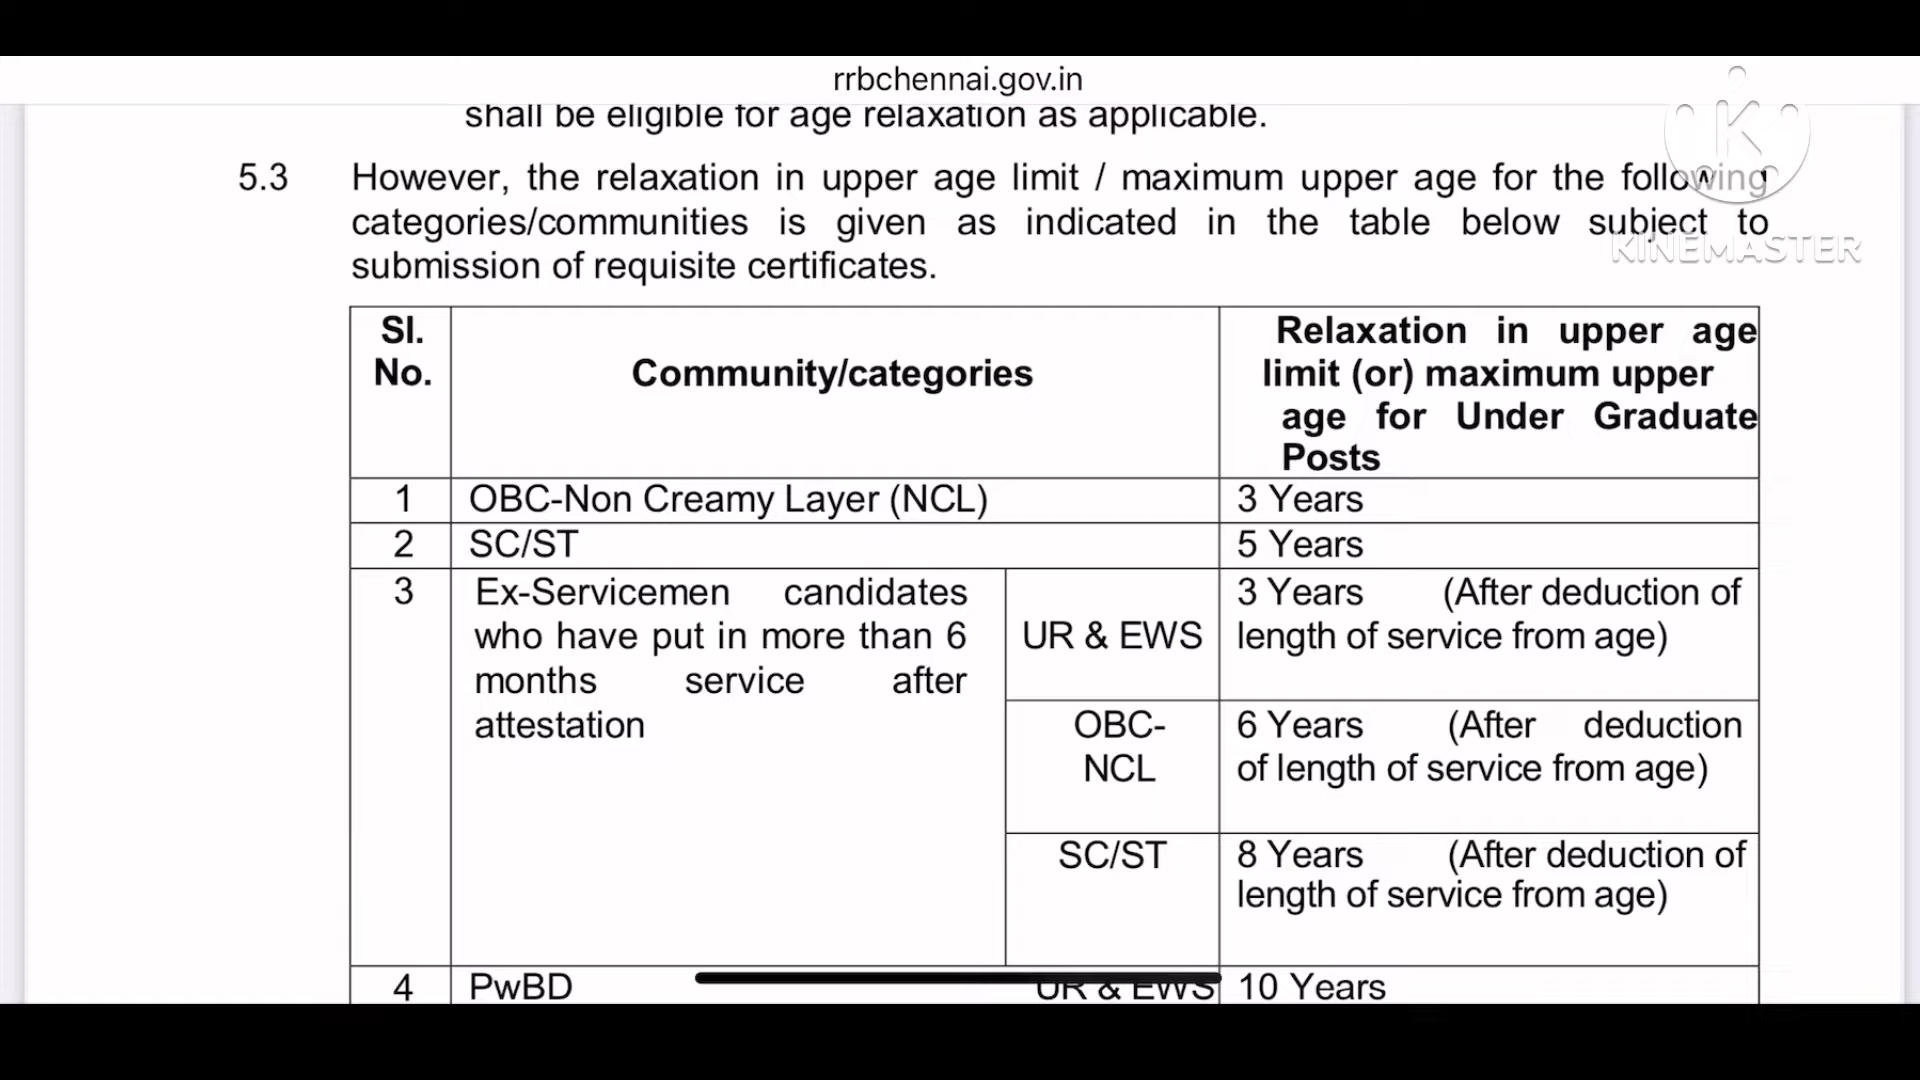 rrbchennai.gov.in
shall be eligible for age relaxation as applicable.
5.3 However, the relaxation in upper age limit / maximum upper age for the following
categories/communities is given as indicated in the table below subject to
submission of requisite certificates.
KINEMASTER
Sl. No.
Community/categories
Relaxation in upper age
limit (or) maximum upper
age for Under Graduate
Posts
1 OBC-Non Creamy Layer (NCL) 3 Years
2 SC/ST 5 Years
3 Ex-Servicemen candidates
who have put in more than 6
months service after
attestation
UR & EWS
3 Years (After deduction of
length of service from age)
OBC-
NCL
6 Years (After deduction
of length of service from age)
SC/ST
8 Years (After deduction of
length of service from age)
4 PwBD UR & EWS 10 Years